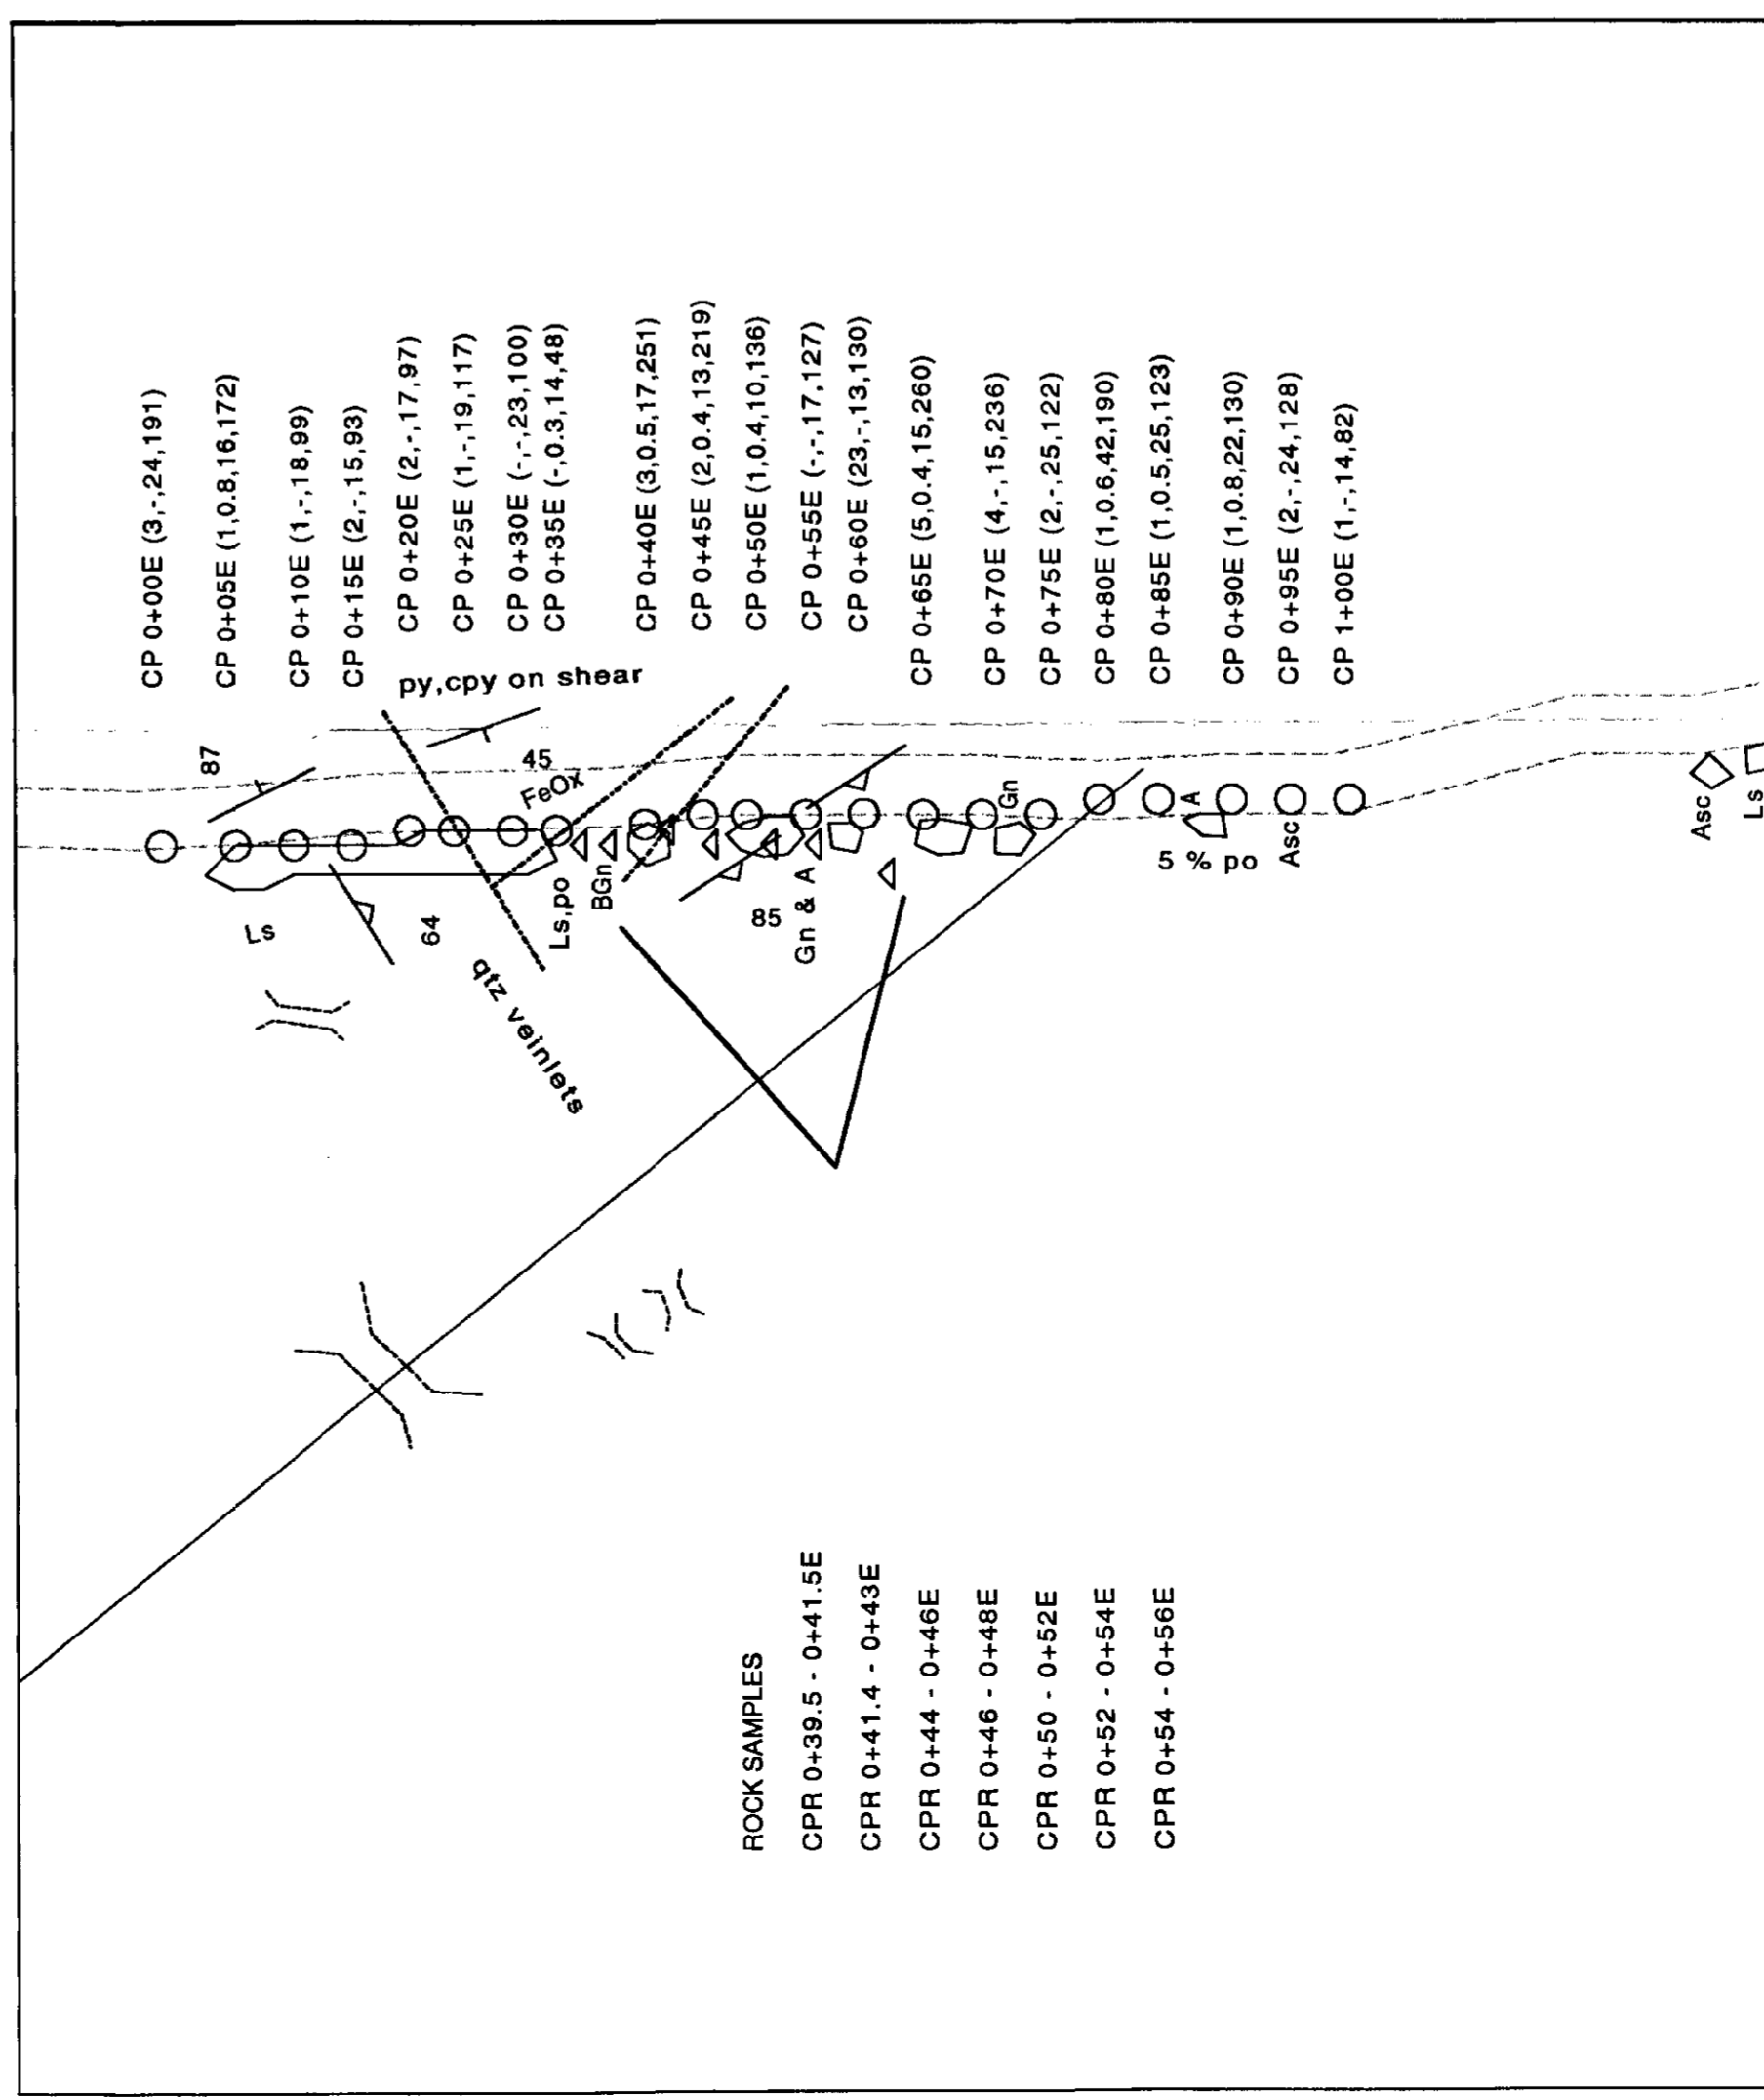 CP 0+00E (3,-,24,191)
CP 0+05E (1,0.8,16,172)
CP 0+10E (1,-,18,99)
CP 0+15E (2,-,15,93)
CP 0+20E (2,-,17,97)
CP 0+25E (1,-,19,117)
CP 0+30E (-,-,23,100)
CP 0+35E (-,0.3,14,48)
CP 0+40E (3,0.5,17,251)
CP 0+45E (2,0.4,13,219)
CP 0+50E (1,0.4,10,136)
CP 0+55E (-,-,17,127)
CP 0+60E (23,-,13,130)
CP 0+65E (5,0.4,15,260)
CP 0+70E (4,-,15,236)
CP 0+75E (2,-,25,122)
CP 0+80E (1,0.6,42,190)
CP 0+85E (1,0.5,25,123)
CP 0+90E (1,0.8,22,130)
CP 0+95E (2,-,24,128)
CP 1+00E (1,-,14,82)
py,cpy on shear
87
45
FeOx
Ls
64
qtz veinlets
Ls,po
BGn
85
Gn & A
Gn
A
5 % po
Asc
Asc
Ls
ROCK SAMPLES
CPR 0+39.5 - 0+41.5E
CPR 0+41.4 - 0+43E
CPR 0+44 - 0+46E
CPR 0+46 - 0+48E
CPR 0+50 - 0+52E
CPR 0+52 - 0+54E
CPR 0+54 - 0+56E